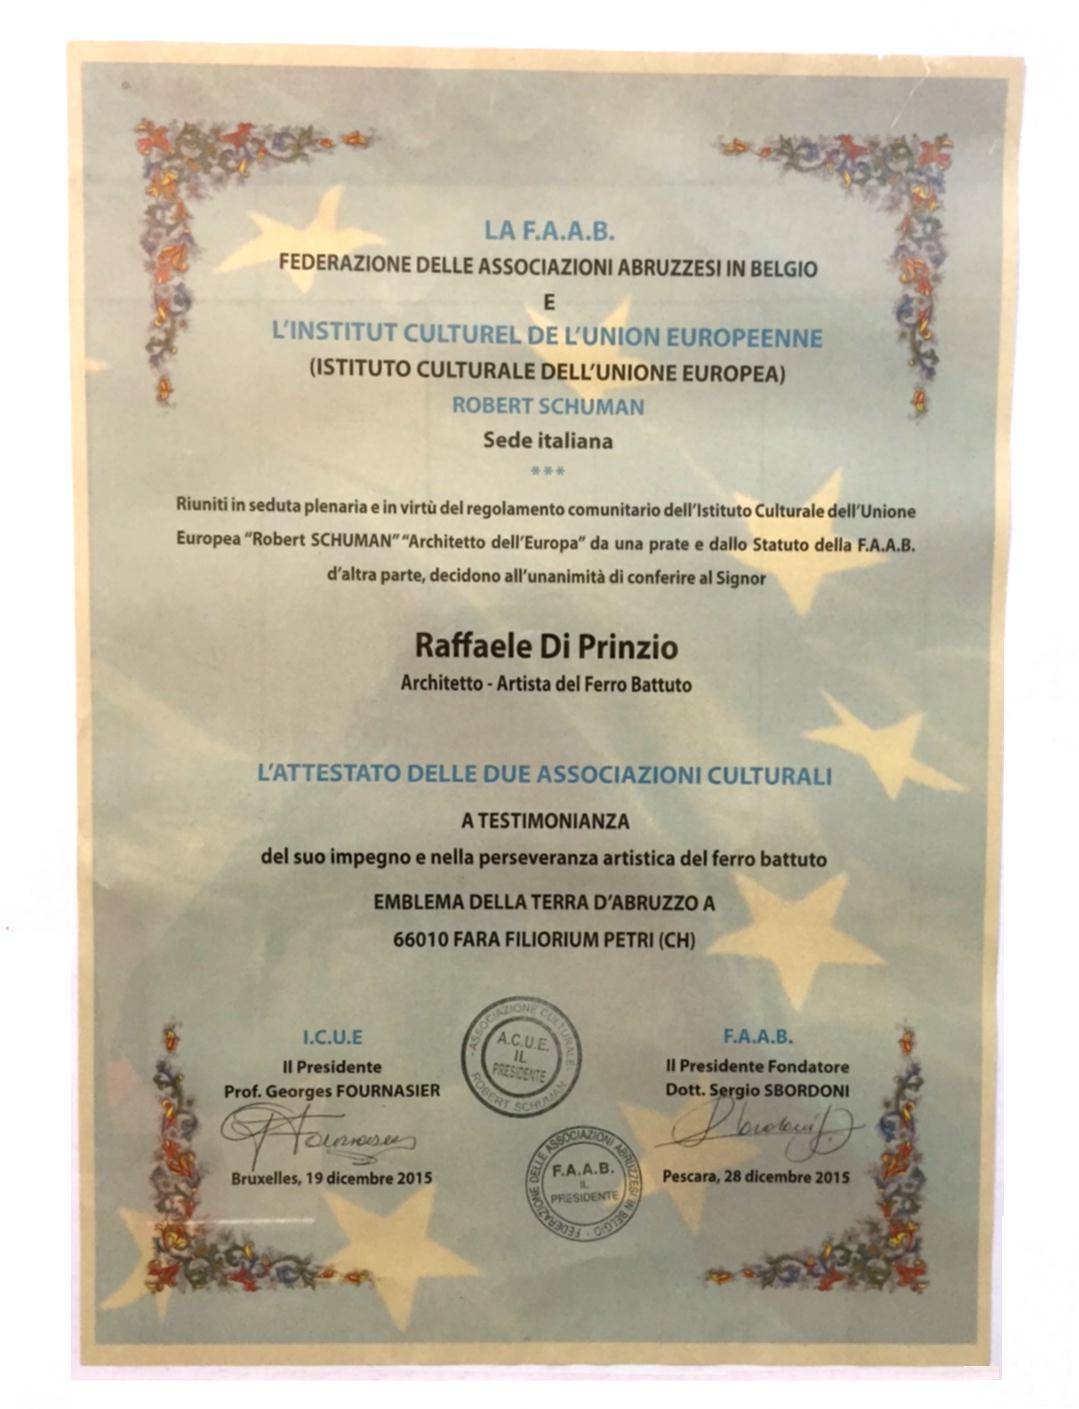 LA F.A.A.B.
FEDERAZIONE DELLE ASSOCIAZIONI ABRUZZESI IN BELGIO
E
L'INSTITUT CULTUREL DE L'UNION EUROPEENNE
(ISTITUTO CULTURALE DELL'UNIONE EUROPEA)
ROBERT SCHUMAN
Sede italiana
***
Riuniti in seduta plenaria e in virtù del regolamento comunitario dell'Istituto Culturale dell'Unione
Europea "Robert SCHUMAN" "Architetto dell'Europa" da una prate e dallo Statuto della F.A.A.B.
d'altra parte, decidono all'unanimità di conferire al Signor
Raffaele Di Prinzio
Architetto - Artista del Ferro Battuto
L'ATTESTATO DELLE DUE ASSOCIAZIONI CULTURALI
A TESTIMONIANZA
del suo impegno e nella perseveranza artistica del ferro battuto
EMBLEMA DELLA TERRA D'ABRUZZO A
66010 FARA FILIORIUM PETRI (CH)
I.C.U.E
Il Presidente
Prof. Georges FOURNASIER
Bruxelles, 19 dicembre 2015
ASSOCIAZIONE CULTURALE
A.C.U.E.
IL
PRESIDENTE
ROBERT SCHUMAN
FEDERAZIONE DELLE ASSOCIAZIONI ABRUZZESI IN BELGIO
F.A.A.B.
IL
PRESIDENTE
F.A.A.B.
Il Presidente Fondatore
Dott. Sergio SBORDONI
Pescara, 28 dicembre 2015